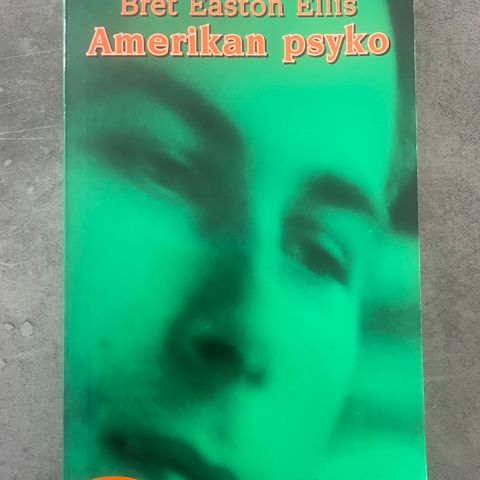 Bret Easton Ellis
Amerikan psyko